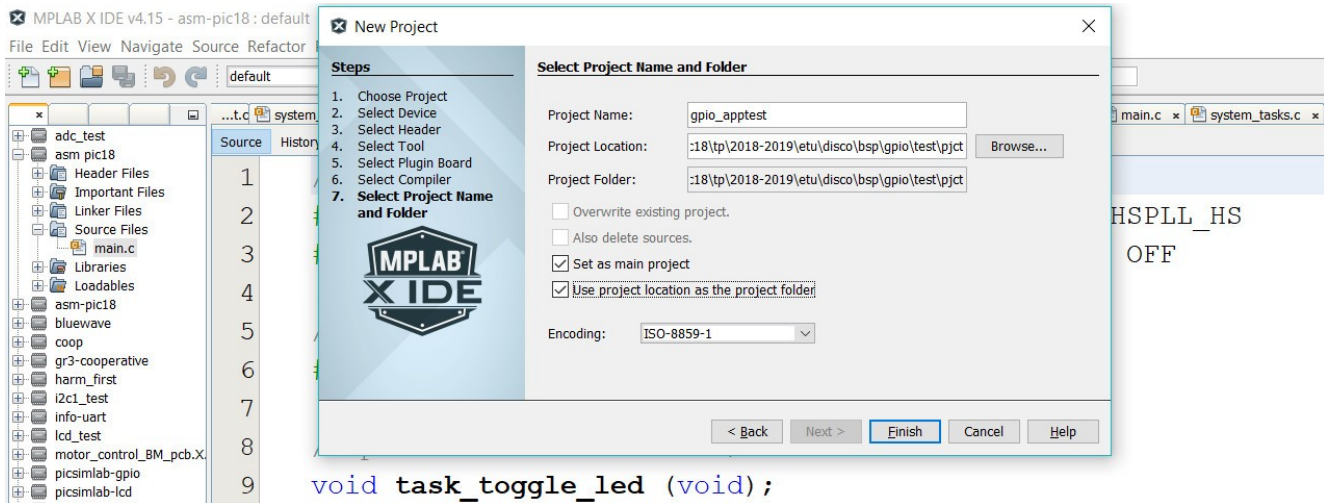 MPLAB X IDE v4.15 - asm-pic18 : default
File Edit View Navigate Source Refactor
default
adc_test
asm pic18
Header Files
Important Files
Linker Files
Source Files
main.c
Libraries
Loadables
asm-pic18
bluewave
coop
gr3-cooperative
harm_first
i2c1_test
info-uart
lcd_test
motor_control_BM_pcb.X
picsimlab-gpio
picsimlab-lcd
...t.c system_
Source History
1
2
3
4
5
6
7
8
9
New Project
Steps
1. Choose Project
2. Select Device
3. Select Header
4. Select Tool
5. Select Plugin Board
6. Select Compiler
7. Select Project Name
and Folder
MPLAB
X IDE
Select Project Name and Folder
Project Name: gpio_apptest
Project Location: :18\tp\2018-2019\etu\disco\bsp\gpio\test\pjct Browse...
Project Folder: :18\tp\2018-2019\etu\disco\bsp\gpio\test\pjct
Overwrite existing project.
Also delete sources.
Set as main project
Use project location as the project folder
Encoding: ISO-8859-1
< Back Next > Finish Cancel Help
main.c system_tasks.c
HSPLL_HS
OFF
void task_toggle_led (void);